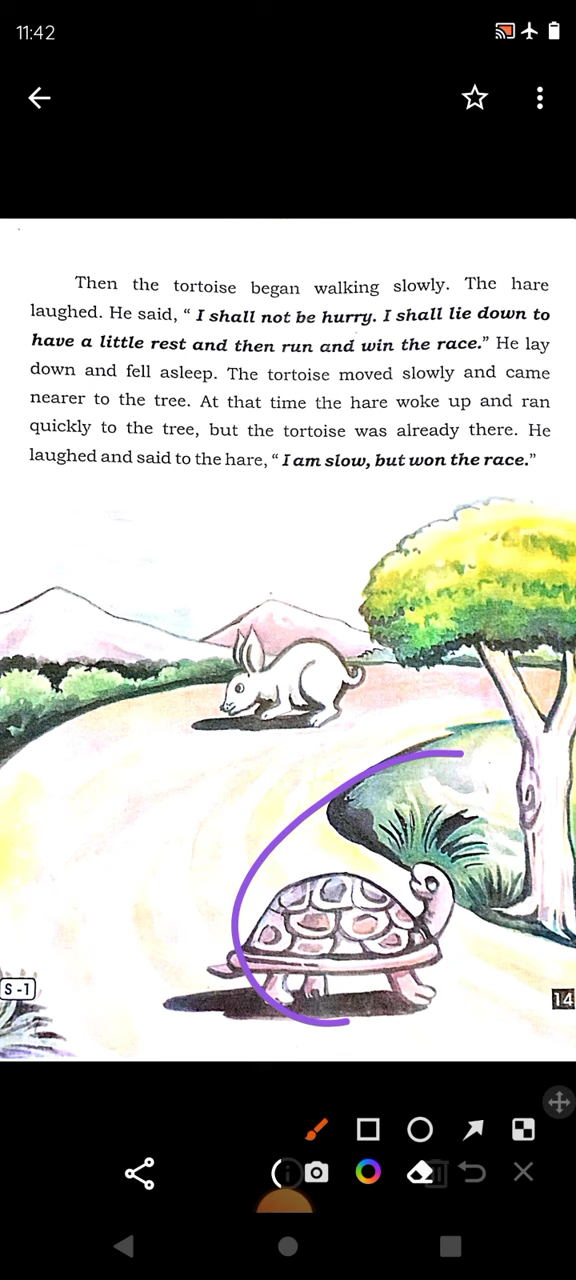 11:42
Then the tortoise began walking slowly. The hare
laughed. He said, “ I shall not be hurry. I shall lie down to
have a little rest and then run and win the race.” He lay
down and fell asleep. The tortoise moved slowly and came
nearer to the tree. At that time the hare woke up and ran
quickly to the tree, but the tortoise was already there. He
laughed and said to the hare, “ I am slow, but won the race.”
S -1
14